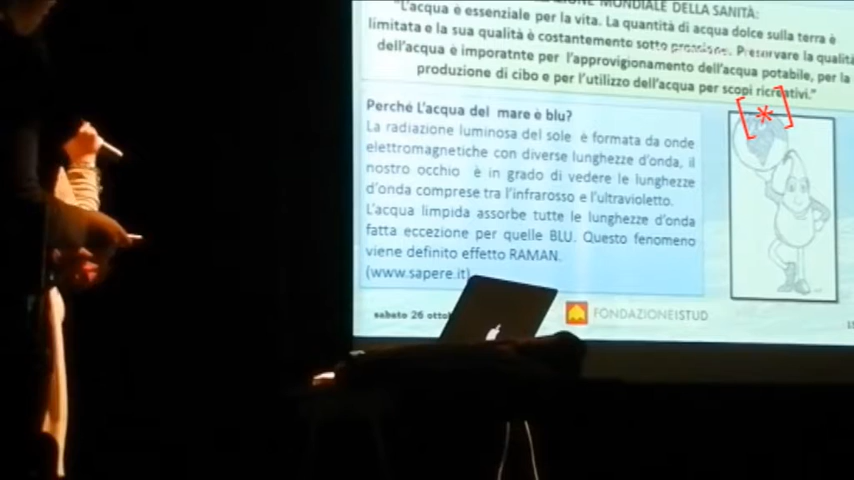 MONDIALE DELLA SANITÀ:
"L'acqua è essenziale per la vita. La quantità di acqua dolce sulla terra è
limitata e la sua qualità è costantemente sotto pressione. Preservare la qualità
dell'acqua è imporatnte per l'approvigionamento dell'acqua potabile, per la
produzione di cibo e per l'utilizzo dell'acqua per scopi ricreativi."
Perché l'acqua del mare è blu?
La radiazione luminosa del sole è formata da onde
elettromagnetiche con diverse lunghezze d'onda, il
nostro occhio è in grado di vedere le lunghezze
d'onda comprese tra l'infrarosso e l'ultravioletto.
L'acqua limpida assorbe tutte le lunghezze d'onda
fatta eccezione per quelle BLU. Questo fenomeno
viene definito effetto RAMAN.
(www.sapere.it)
sabato 26 ottob
FONDAZIONEISTUD